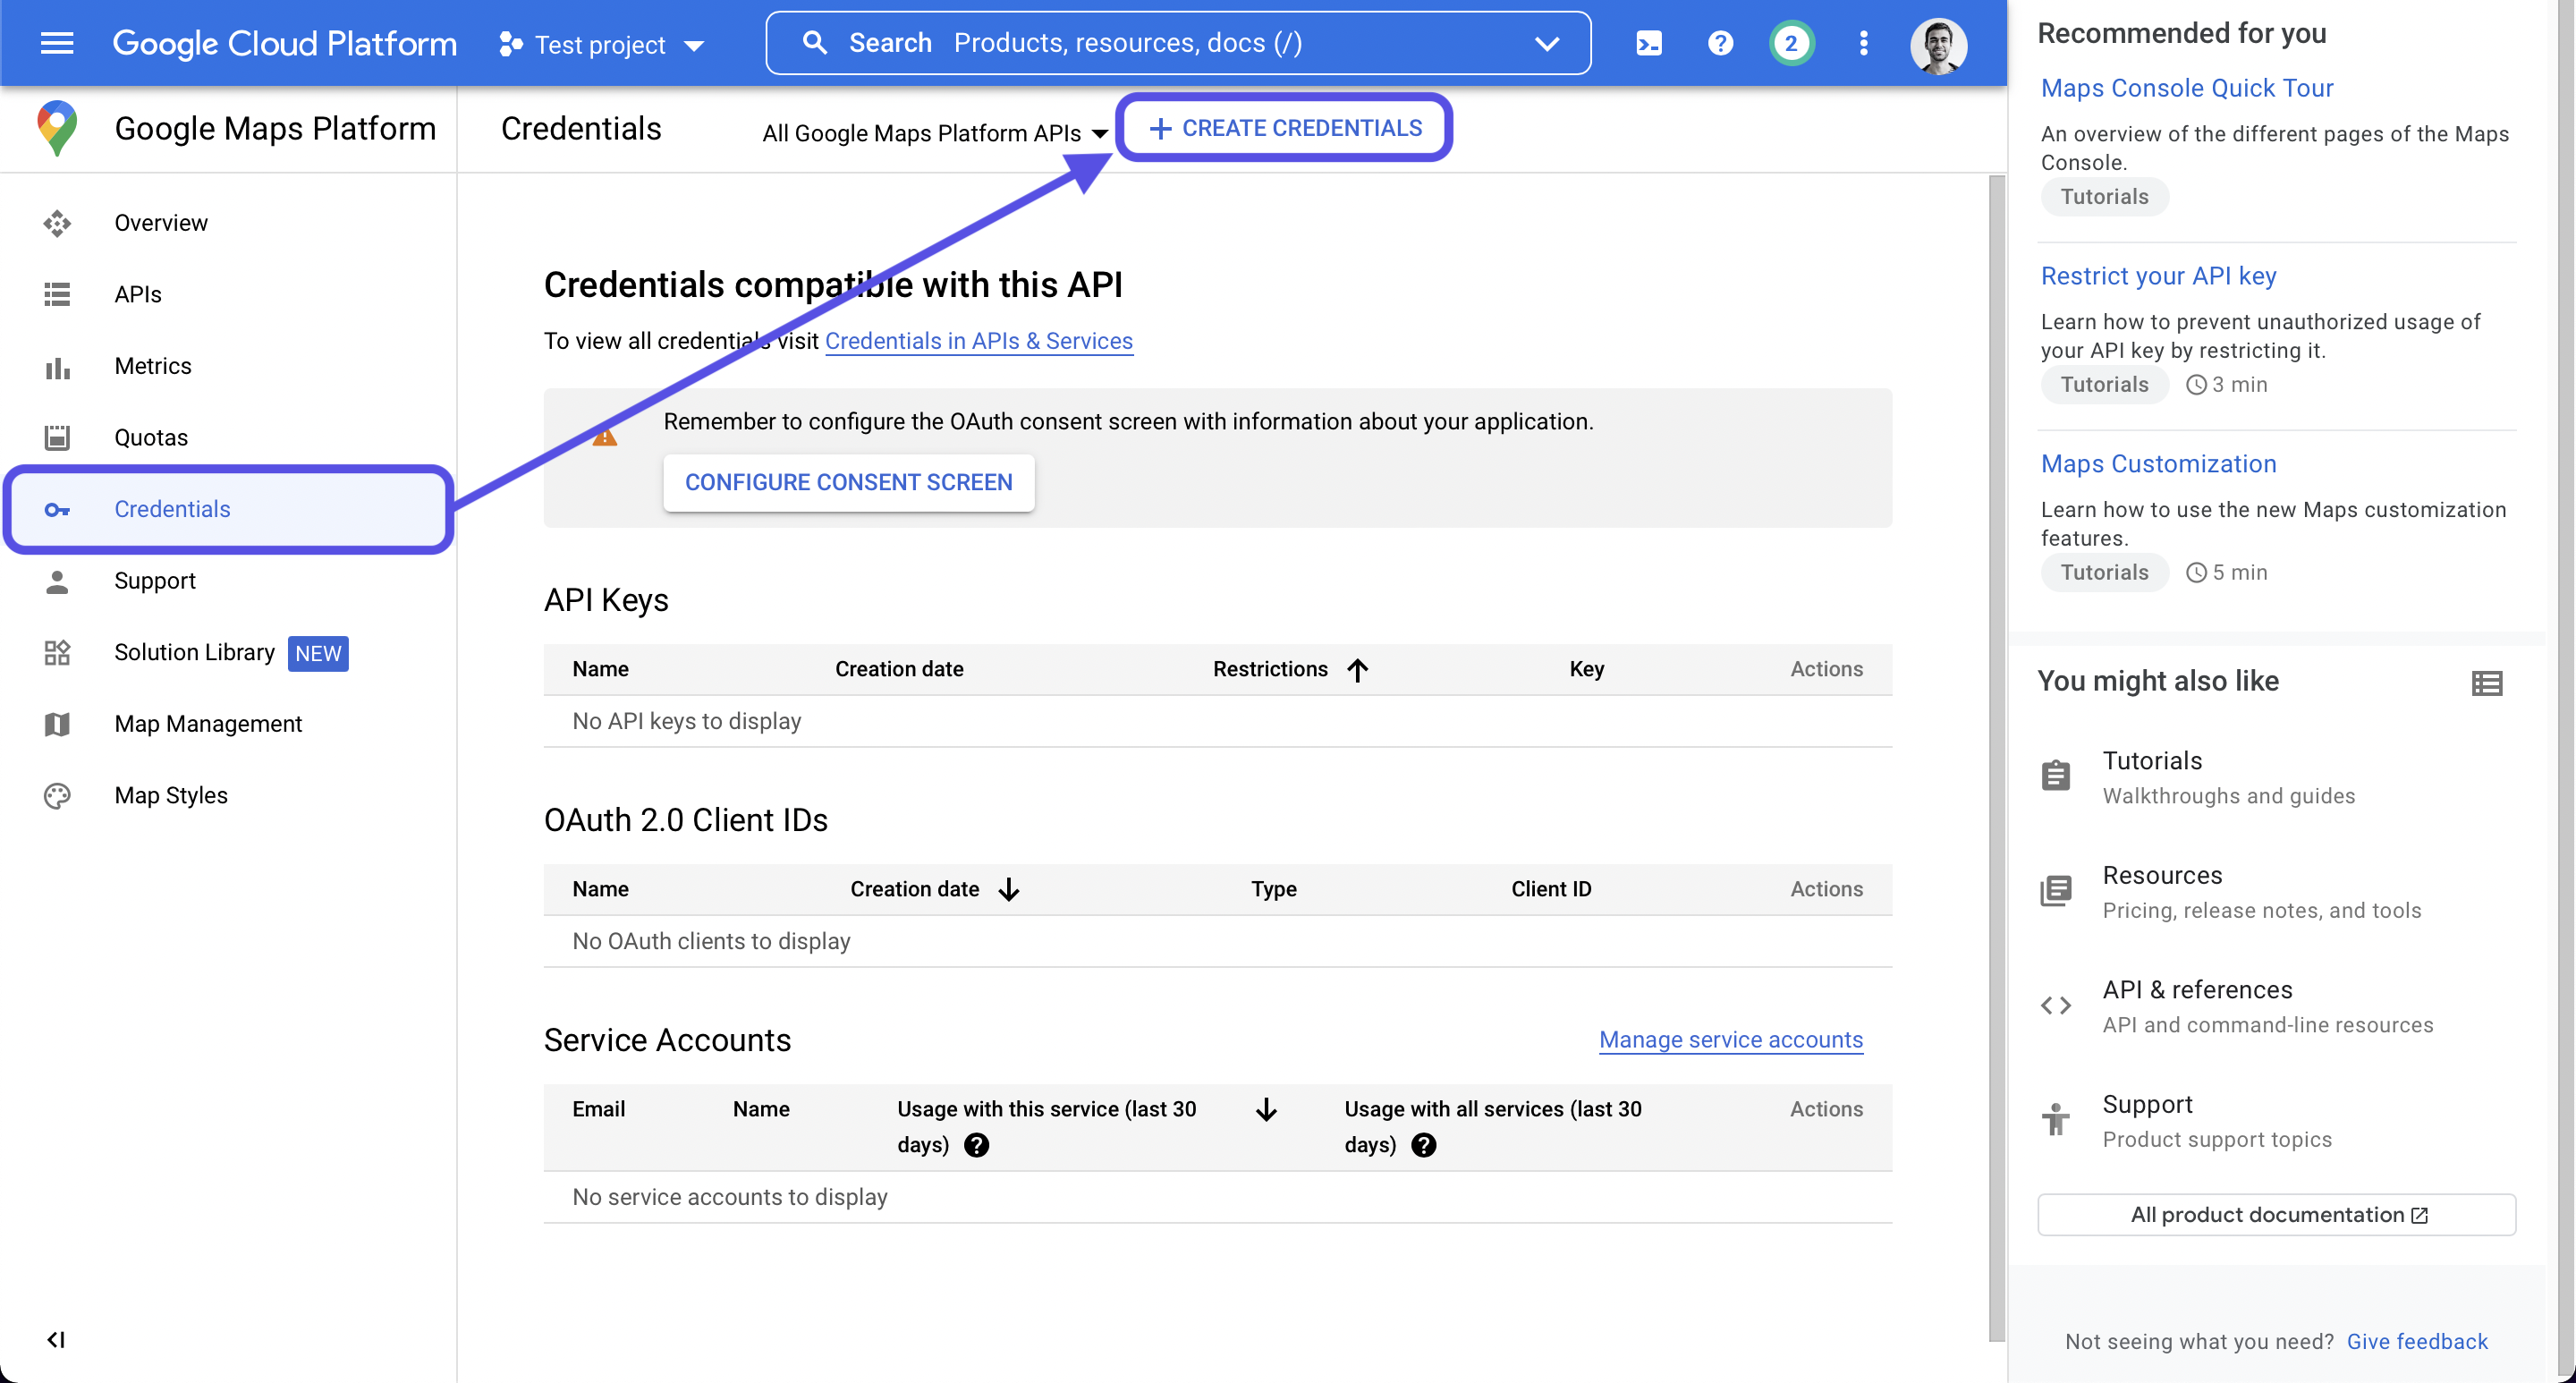 Google Cloud Platform
Test project
Search Products, resources, docs (/)
2
Google Maps Platform
Credentials
All Google Maps Platform APIs
+ CREATE CREDENTIALS
Overview
APIs
Metrics
Quotas
Credentials
Support
Solution Library NEW
Map Management
Map Styles
Credentials compatible with this API
To view all credentials visit Credentials in APIs & Services
Remember to configure the OAuth consent screen with information about your application.
CONFIGURE CONSENT SCREEN
API Keys
Name Creation date Restrictions Key Actions
No API keys to display
OAuth 2.0 Client IDs
Name Creation date Type Client ID Actions
No OAuth clients to display
Service Accounts
Manage service accounts
Email Name Usage with this service (last 30 Usage with all services (last 30 Actions
days) ? days) ?
No service accounts to display
Recommended for you
Maps Console Quick Tour
An overview of the different pages of the Maps
Console.
Tutorials
Restrict your API key
Learn how to prevent unauthorized usage of
your API key by restricting it.
Tutorials 3 min
Maps Customization
Learn how to use the new Maps customization
features.
Tutorials 5 min
You might also like
Tutorials
Walkthroughs and guides
Resources
Pricing, release notes, and tools
API & references
API and command-line resources
Support
Product support topics
All product documentation
Not seeing what you need? Give feedback